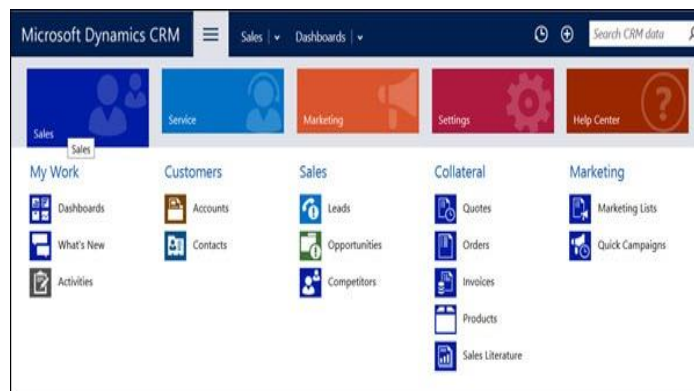 Microsoft Dynamics CRM Sales Dashboards Search CRM data
Sales Service Marketing Settings Help Center
Sales
My Work Customers Sales Collateral Marketing
Dashboards Accounts Leads Quotes Marketing Lists
What's New Contacts Opportunities Orders Quick Campaigns
Activities Competitors Invoices
Products
Sales Literature